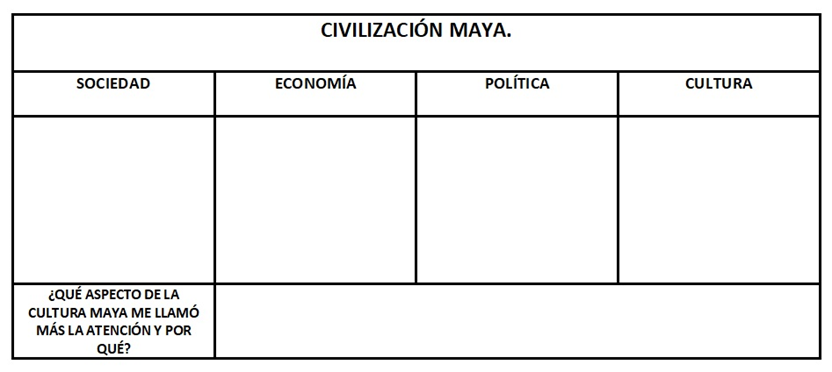 CIVILIZACIÓN MAYA.
SOCIEDAD
ECONOMÍA
POLÍTICA
CULTURA
¿QUÉ ASPECTO DE LA
CULTURA MAYA ME LLAMÓ
MÁS LA ATENCIÓN Y POR
QUÉ?